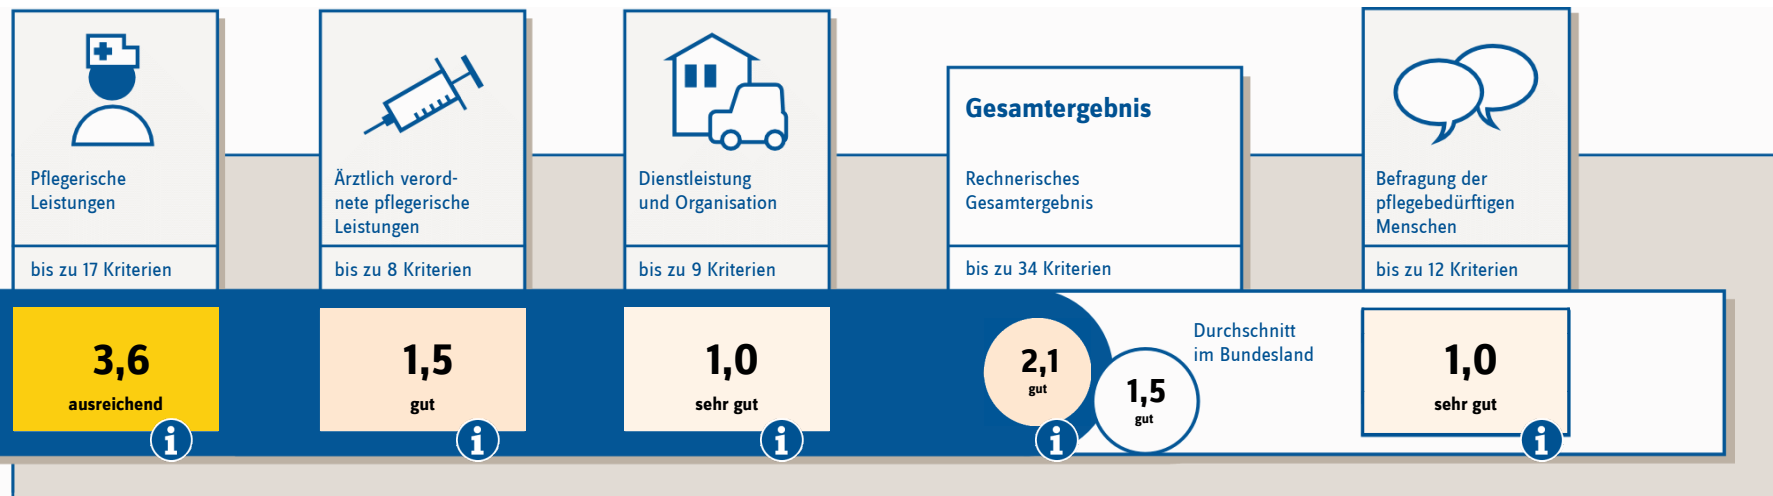 Pflegerische
Leistungen
bis zu 17 Kriterien
3,6
ausreichend
i
Ärztlich verord-
nete pflegerische
Leistungen
bis zu 8 Kriterien
1,5
gut
i
Dienstleistung
und Organisation
bis zu 9 Kriterien
1,0
sehr gut
i
Gesamtergebnis
Rechnerisches
Gesamtergebnis
bis zu 34 Kriterien
2,1
gut
i
Durchschnitt
im Bundesland
1,5
gut
Befragung der
pflegebedürftigen
Menschen
bis zu 12 Kriterien
1,0
sehr gut
i